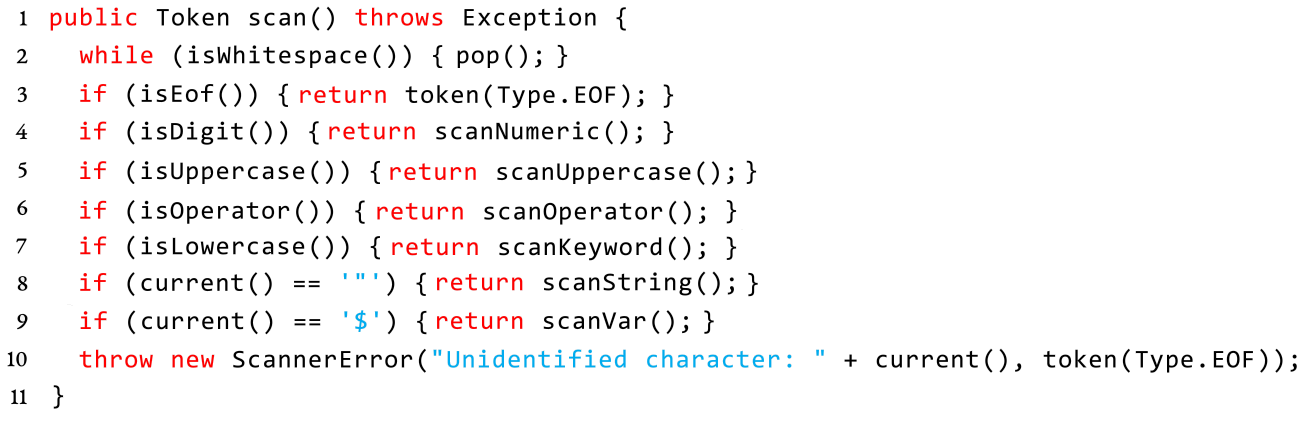 1 public Token scan() throws Exception {
2 while (isWhitespace()) { pop(); }
3 if (isEof()) { return token(Type.EOF); }
4 if (isDigit()) { return scanNumeric(); }
5 if (isUppercase()) { return scanUppercase(); }
6 if (isOperator()) { return scanOperator(); }
7 if (isLowercase()) { return scanKeyword(); }
8 if (current() == '"') { return scanString(); }
9 if (current() == '$') { return scanVar(); }
10 throw new ScannerError("Unidentified character: " + current(), token(Type.EOF));
11 }